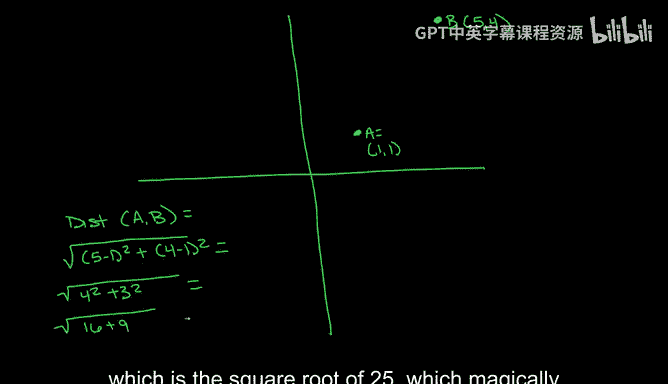 B (5,4)
GPT中英字幕课程资源 bilibili
A=
(1,1)
Dist (A,B) =
√(5-1)² + (4-1)² =
√4² + 3² =
√16+9
which is the square root of 25, which magically